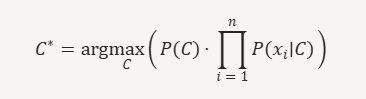 C* = argmax_C ( P(C) · ∏_{i = 1}^{n} P(x_i|C) )